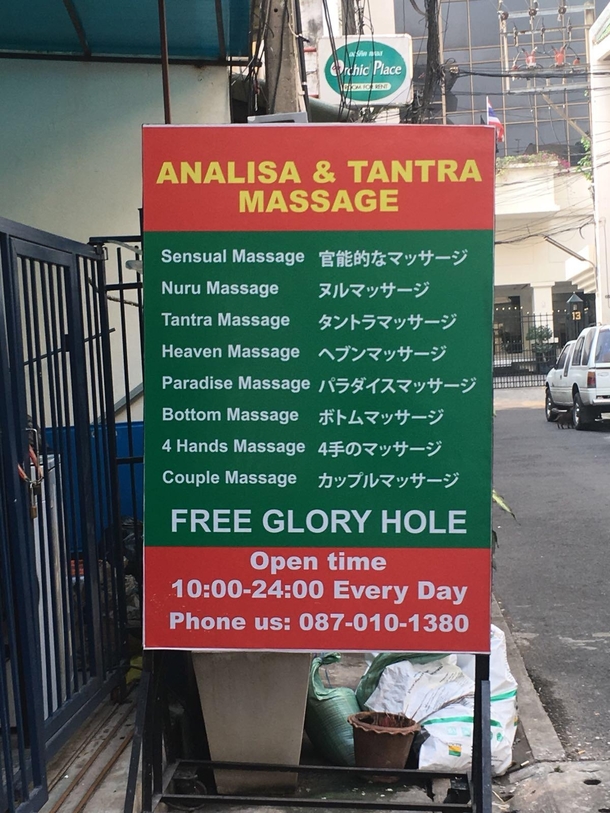 Orchid Place
ROOM FOR RENT
ANALISA & TANTRA
MASSAGE
Sensual Massage 官能的なマッサージ
Nuru Massage ヌルマッサージ
Tantra Massage タントラマッサージ
Heaven Massage ヘブンマッサージ
Paradise Massage パラダイスマッサージ
Bottom Massage ボトムマッサージ
4 Hands Massage 4手のマッサージ
Couple Massage カップルマッサージ
FREE GLORY HOLE
Open time
10:00-24:00 Every Day
Phone us: 087-010-1380
13